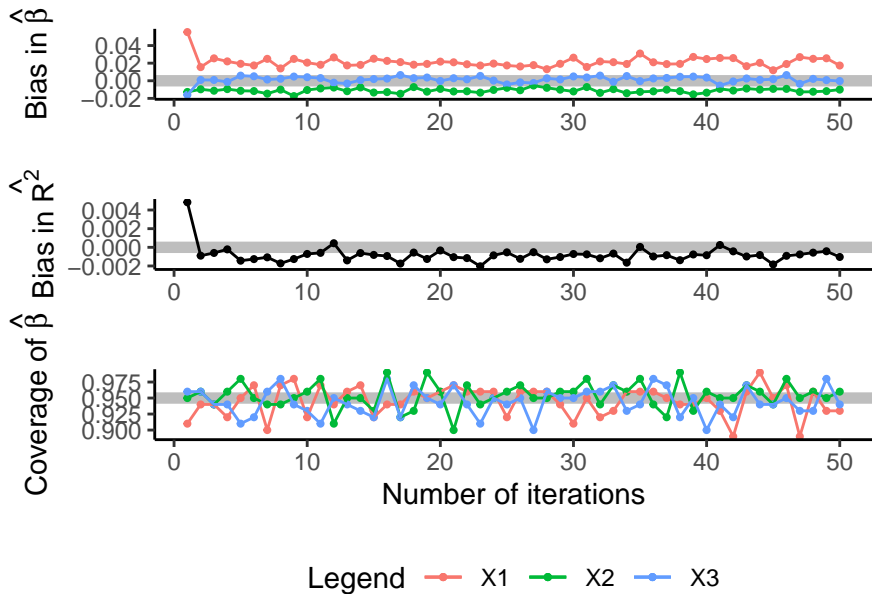 Bias in β̂
0.04
0.02
0.00
−0.02
0 10 20 30 40 50
Bias in R̂²
0.004
0.002
0.000
−0.002
0 10 20 30 40 50
Coverage of β̂
0.975
0.950
0.925
0.900
0 10 20 30 40 50
Number of iterations
Legend X1 X2 X3